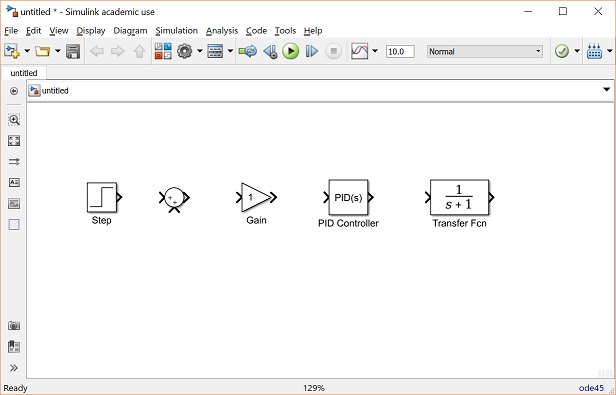 untitled * - Simulink academic use
File Edit View Display Diagram Simulation Analysis Code Tools Help
10.0 Normal
untitled
untitled
A
1
PID(s)
1
s + 1
Step
Gain
PID Controller
Transfer Fcn
Ready 129% ode45